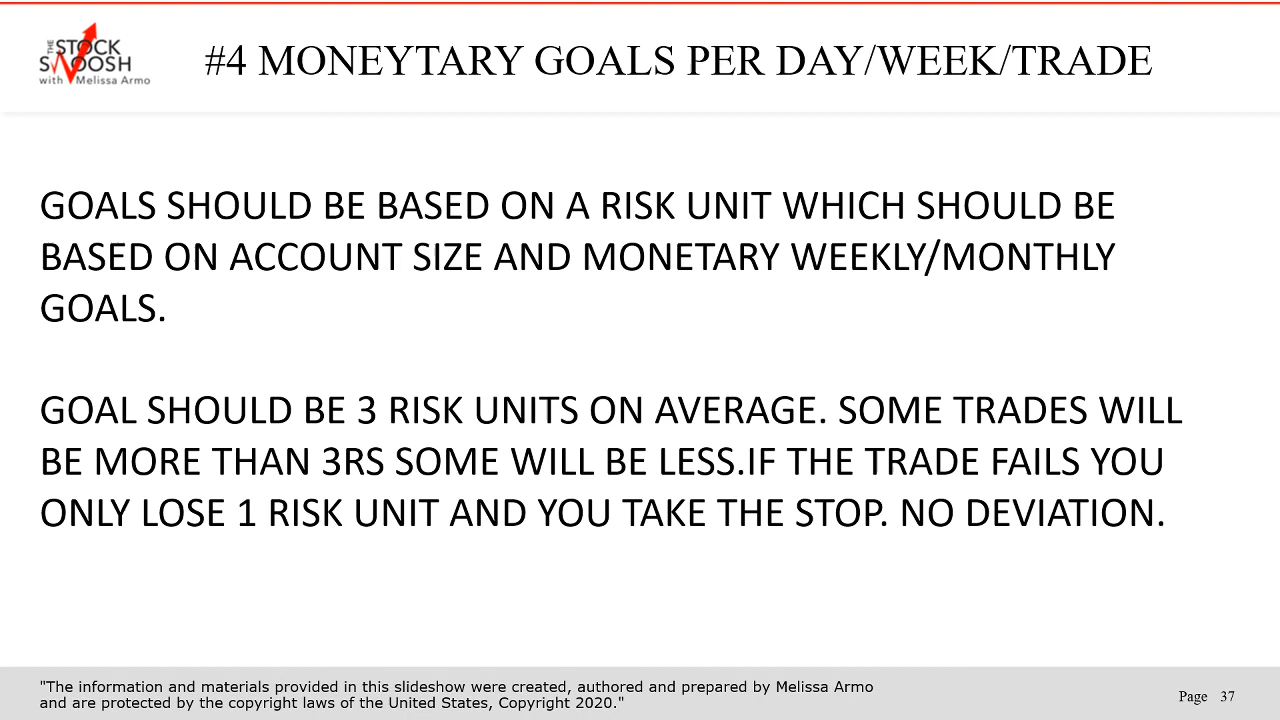 THE STOCK
SWOOSH
with Melissa Armo
#4 MONEYTARY GOALS PER DAY/WEEK/TRADE
GOALS SHOULD BE BASED ON A RISK UNIT WHICH SHOULD BE
BASED ON ACCOUNT SIZE AND MONETARY WEEKLY/MONTHLY
GOALS.
GOAL SHOULD BE 3 RISK UNITS ON AVERAGE. SOME TRADES WILL
BE MORE THAN 3RS SOME WILL BE LESS.IF THE TRADE FAILS YOU
ONLY LOSE 1 RISK UNIT AND YOU TAKE THE STOP. NO DEVIATION.
"The information and materials provided in this slideshow were created, authored and prepared by Melissa Armo
and are protected by the copyright laws of the United States, Copyright 2020."
Page 37